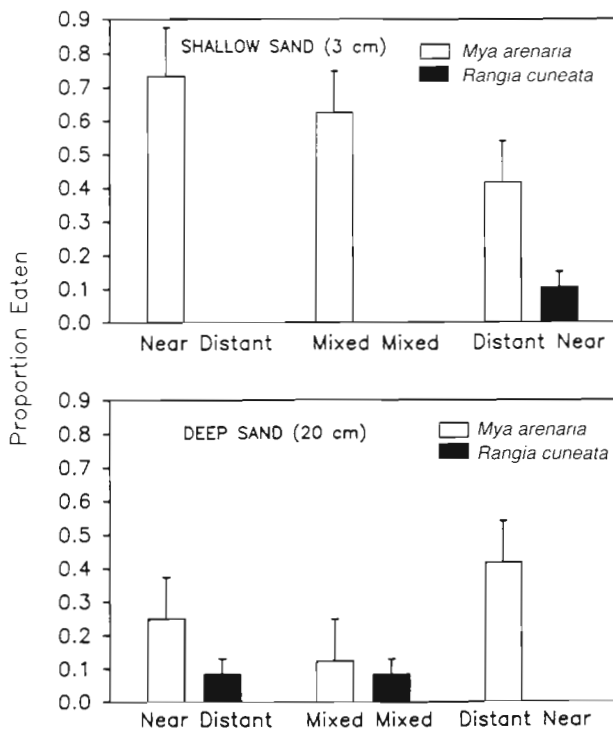 Proportion Eaten
0.9
0.8
0.7
0.6
0.5
0.4
0.3
0.2
0.1
0.0
SHALLOW SAND (3 cm)
Mya arenaria
Rangia cuneata
Near Distant Mixed Mixed Distant Near
0.9
0.8
0.7
0.6
0.5
0.4
0.3
0.2
0.1
0.0
DEEP SAND (20 cm)
Mya arenaria
Rangia cuneata
Near Distant Mixed Mixed Distant Near